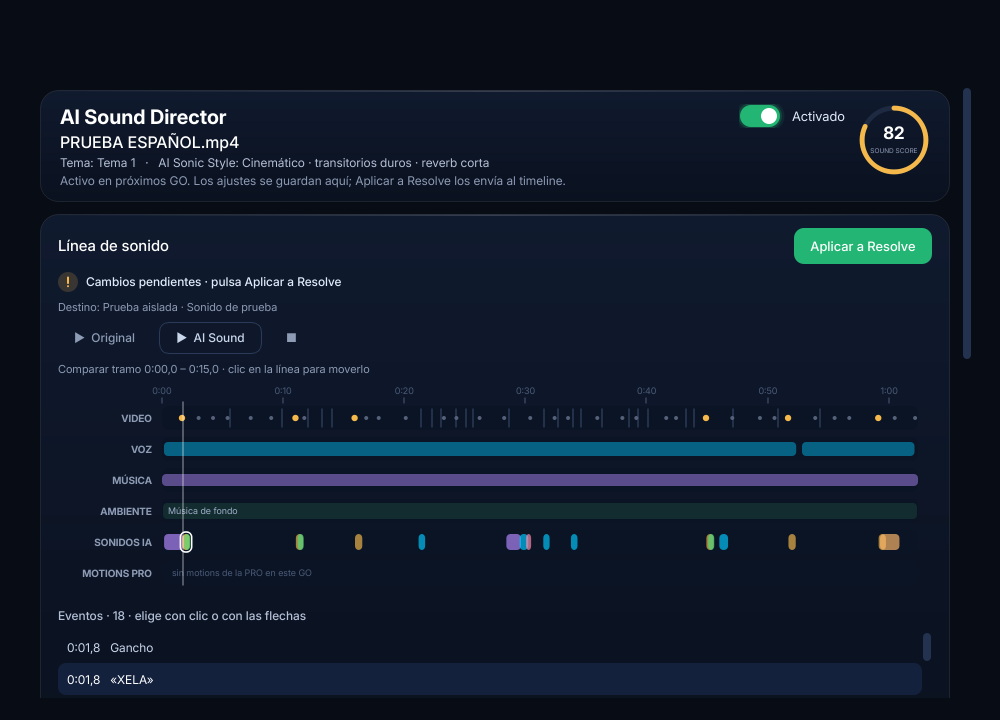 AI Sound Director
Activado
82
SOUND SCORE
PRUEBA ESPAÑOL.mp4
Tema: Tema 1 · AI Sonic Style: Cinemático · transitorios duros · reverb corta
Activo en próximos GO. Los ajustes se guardan aquí; Aplicar a Resolve los envía al timeline.
Línea de sonido
Aplicar a Resolve
! Cambios pendientes · pulsa Aplicar a Resolve
Destino: Prueba aislada · Sonido de prueba
Original
AI Sound
Comparar tramo 0:00,0 – 0:15,0 · clic en la línea para moverlo
0:00 0:10 0:20 0:30 0:40 0:50 1:00
VIDEO
VOZ
MÚSICA
AMBIENTE Música de fondo
SONIDOS IA
MOTIONS PRO sin motions de la PRO en este GO
Eventos · 18 · elige con clic o con las flechas
0:01,8 Gancho
0:01,8 «XELA»